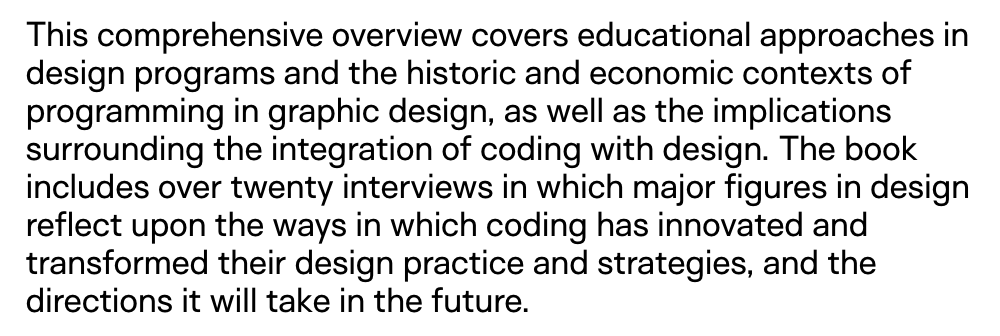 This comprehensive overview covers educational approaches in
design programs and the historic and economic contexts of
programming in graphic design, as well as the implications
surrounding the integration of coding with design. The book
includes over twenty interviews in which major figures in design
reflect upon the ways in which coding has innovated and
transformed their design practice and strategies, and the
directions it will take in the future.